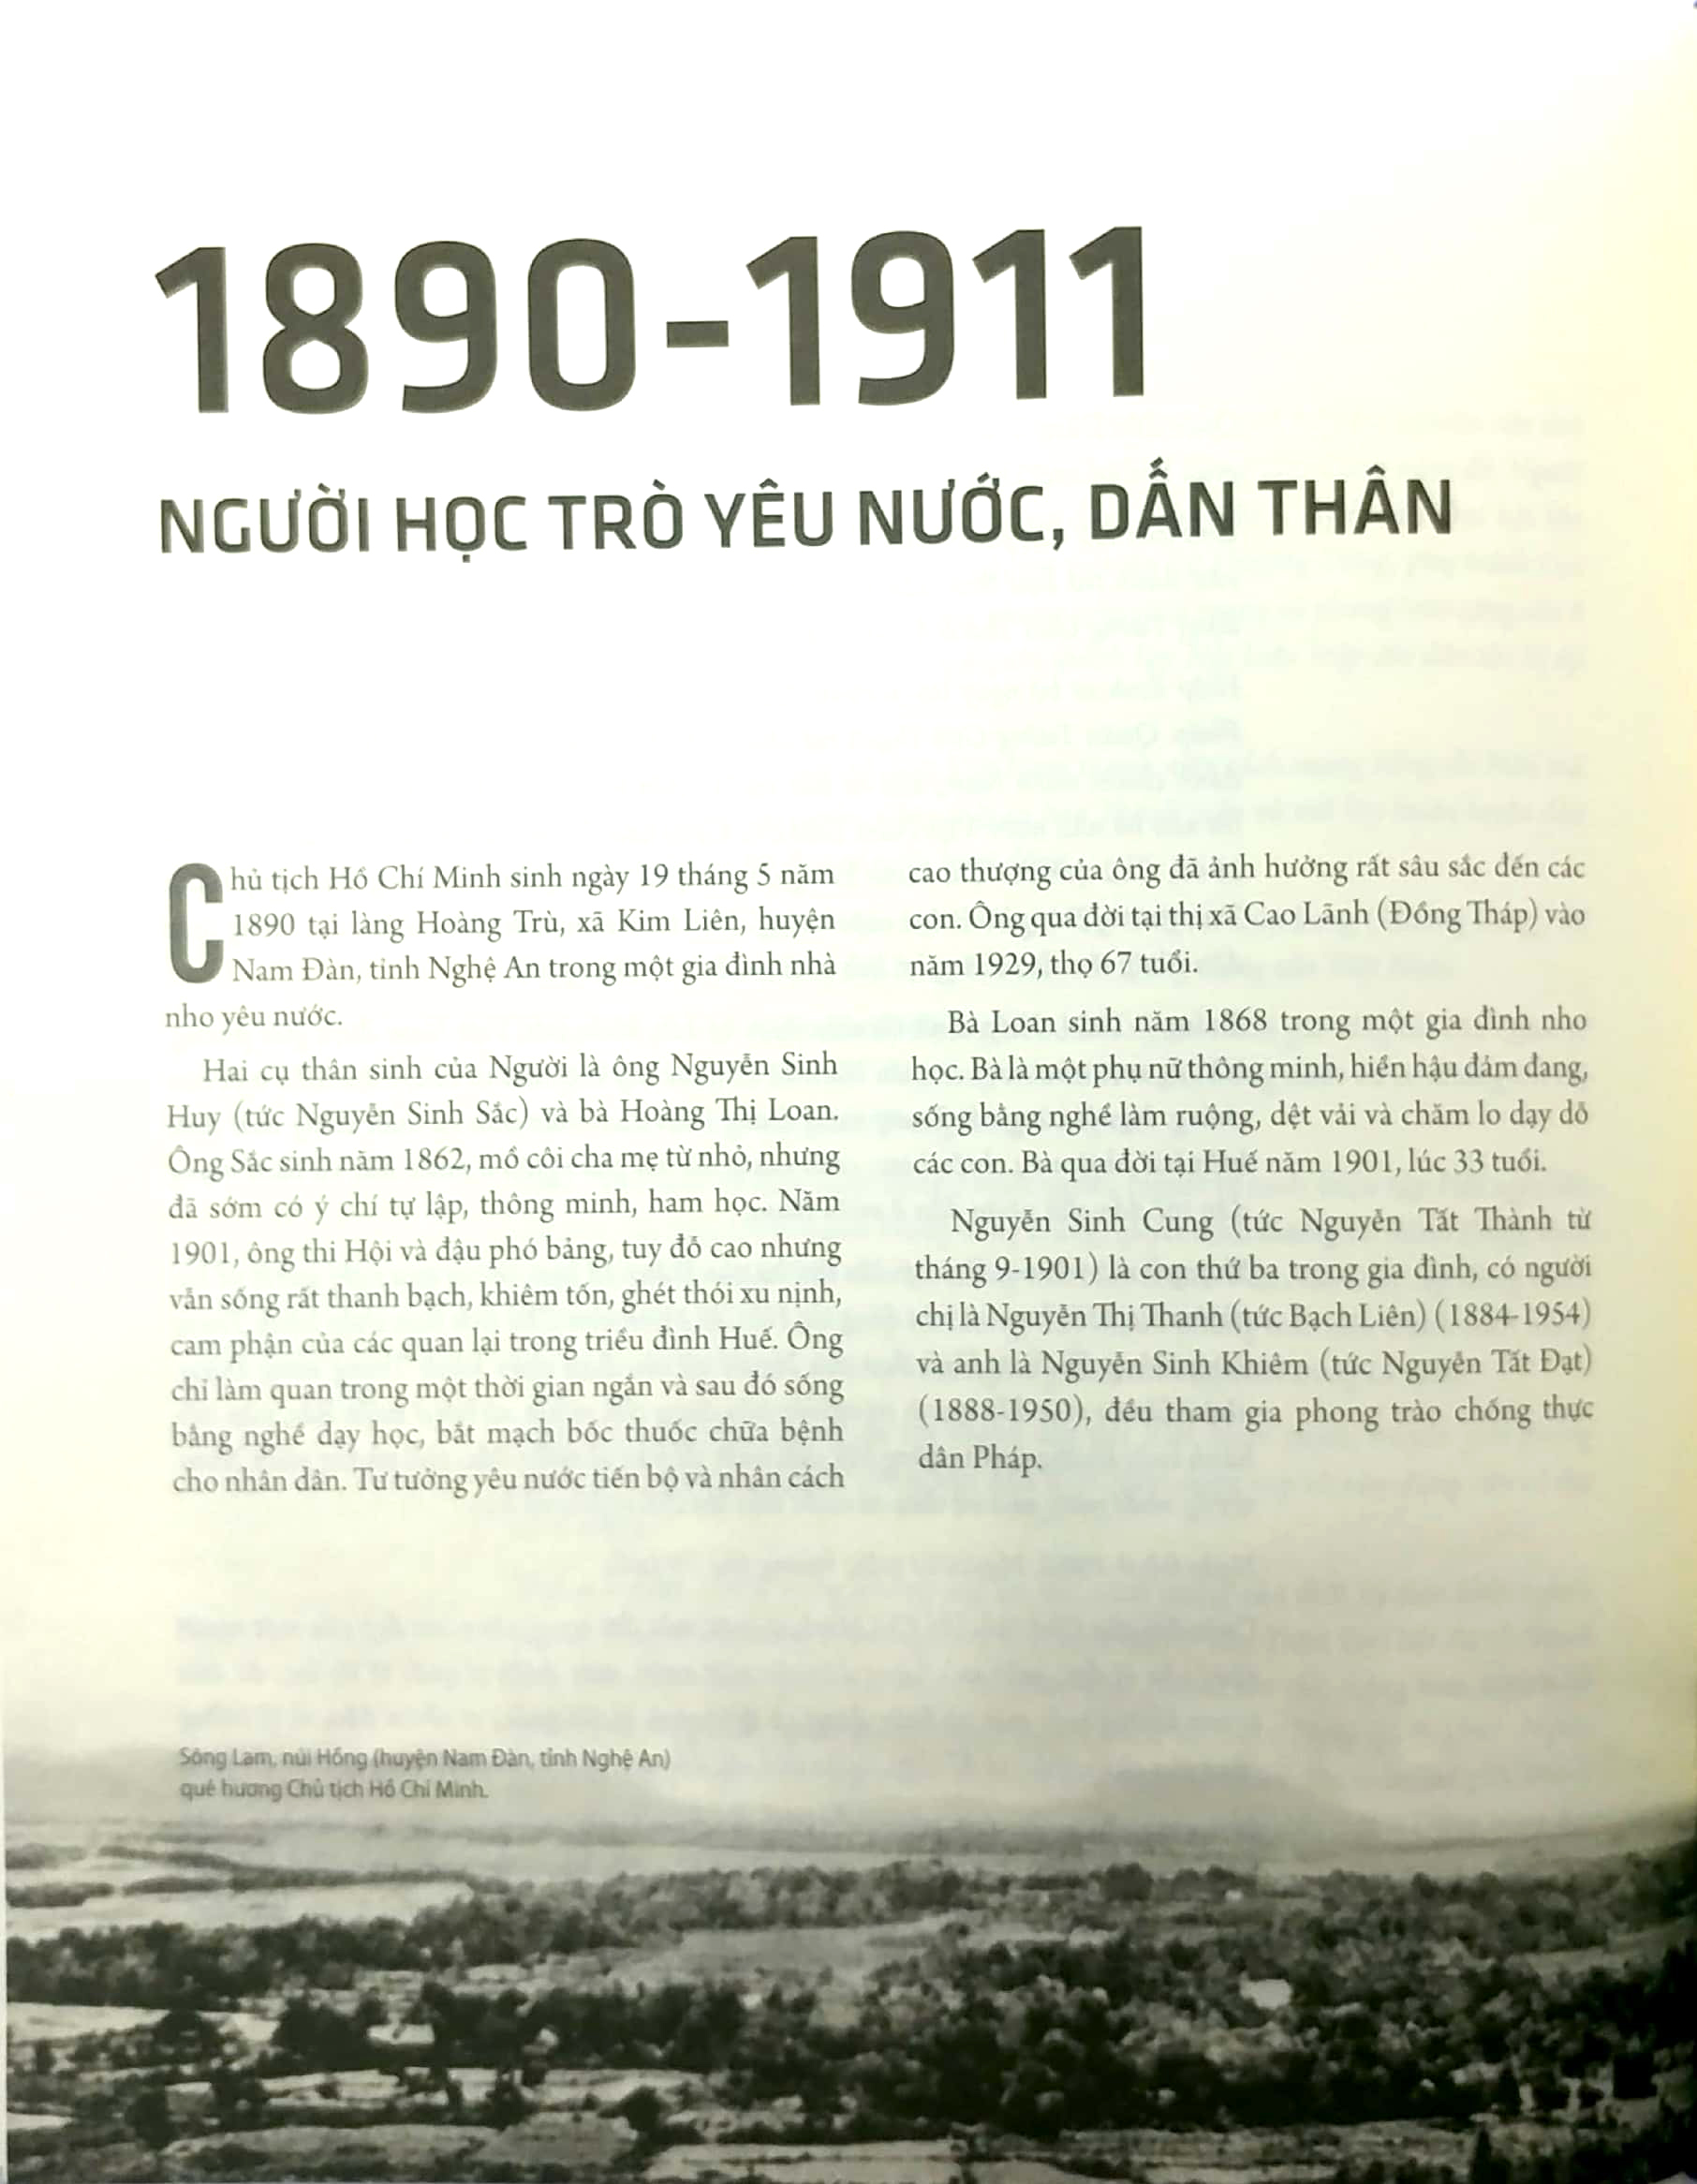 1890-1911
NGƯỜI HỌC TRÒ YÊU NƯỚC, DẤN THÂN
Chủ tịch Hồ Chí Minh sinh ngày 19 tháng 5 năm
1890 tại làng Hoàng Trù, xã Kim Liên, huyện
Nam Đàn, tỉnh Nghệ An trong một gia đình nhà
nho yêu nước.
Hai cụ thân sinh của Người là ông Nguyễn Sinh
Huy (tức Nguyễn Sinh Sắc) và bà Hoàng Thị Loan.
Ông Sắc sinh năm 1862, mồ côi cha mẹ từ nhỏ, nhưng
đã sớm có ý chí tự lập, thông minh, ham học. Năm
1901, ông thi Hội và đậu phó bảng, tuy đỗ cao nhưng
vẫn sống rất thanh bạch, khiêm tốn, ghét thói xu nịnh,
cam phận của các quan lại trong triều đình Huế. Ông
chỉ làm quan trong một thời gian ngắn và sau đó sống
bằng nghề dạy học, bắt mạch bốc thuốc chữa bệnh
cho nhân dân. Tư tưởng yêu nước tiến bộ và nhân cách
cao thượng của ông đã ảnh hưởng rất sâu sắc đến các
con. Ông qua đời tại thị xã Cao Lãnh (Đồng Tháp) vào
năm 1929, thọ 67 tuổi.
Bà Loan sinh năm 1868 trong một gia đình nho
học. Bà là một phụ nữ thông minh, hiền hậu đảm đang,
sống bằng nghề làm ruộng, dệt vải và chăm lo dạy dỗ
các con. Bà qua đời tại Huế năm 1901, lúc 33 tuổi.
Nguyễn Sinh Cung (tức Nguyễn Tất Thành từ
tháng 9-1901) là con thứ ba trong gia đình, có người
chị là Nguyễn Thị Thanh (tức Bạch Liên) (1884-1954)
và anh là Nguyễn Sinh Khiêm (tức Nguyễn Tất Đạt)
(1888-1950), đều tham gia phong trào chống thực
dân Pháp.
Sông Lam, núi Hồng (huyện Nam Đàn, tỉnh Nghệ An)
quê hương Chủ tịch Hồ Chí Minh.